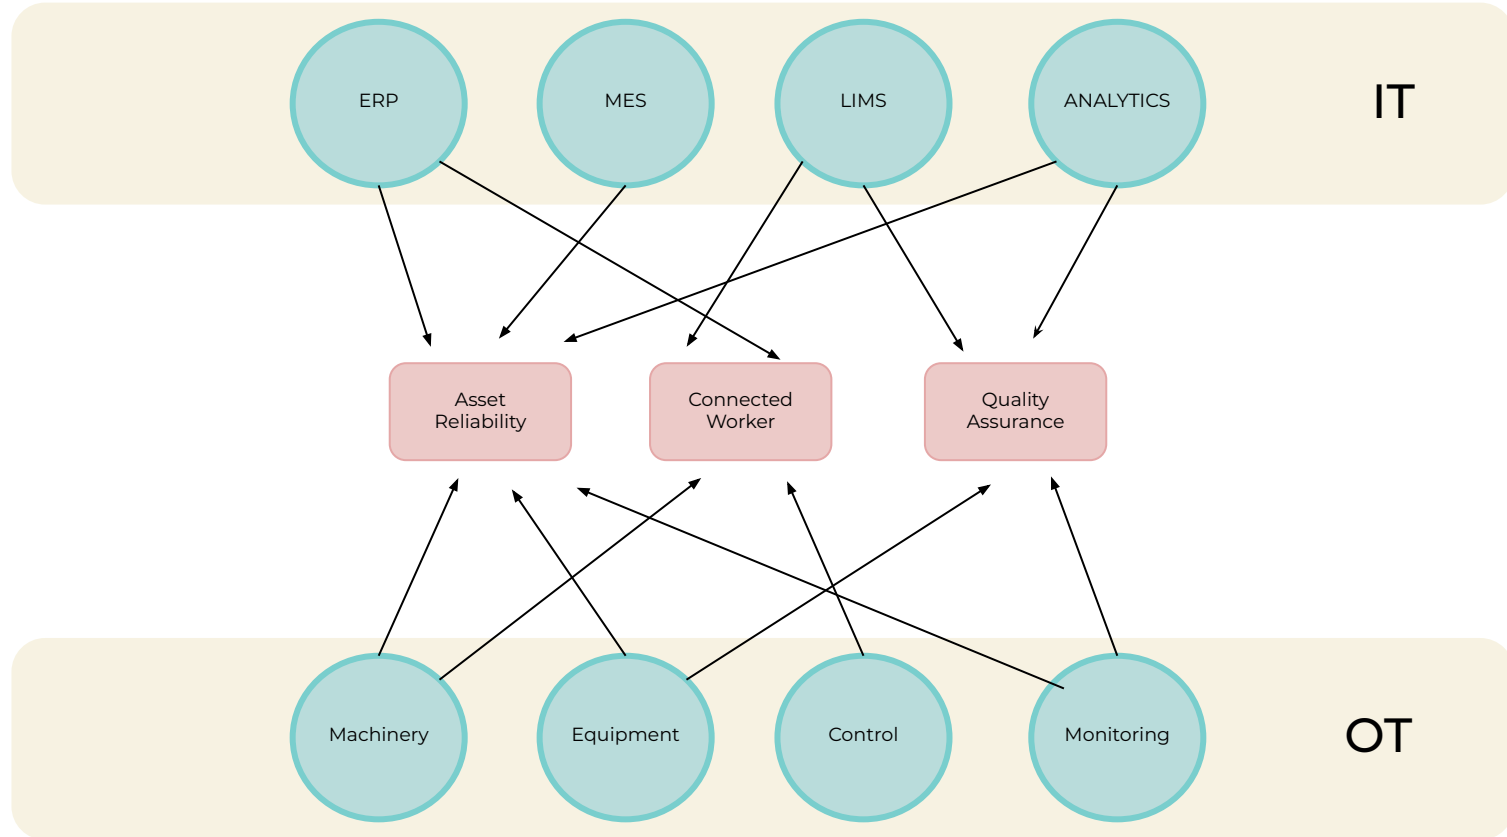 ERP
MES
LIMS
ANALYTICS
IT
Asset
Reliability
Connected
Worker
Quality
Assurance
Machinery
Equipment
Control
Monitoring
OT